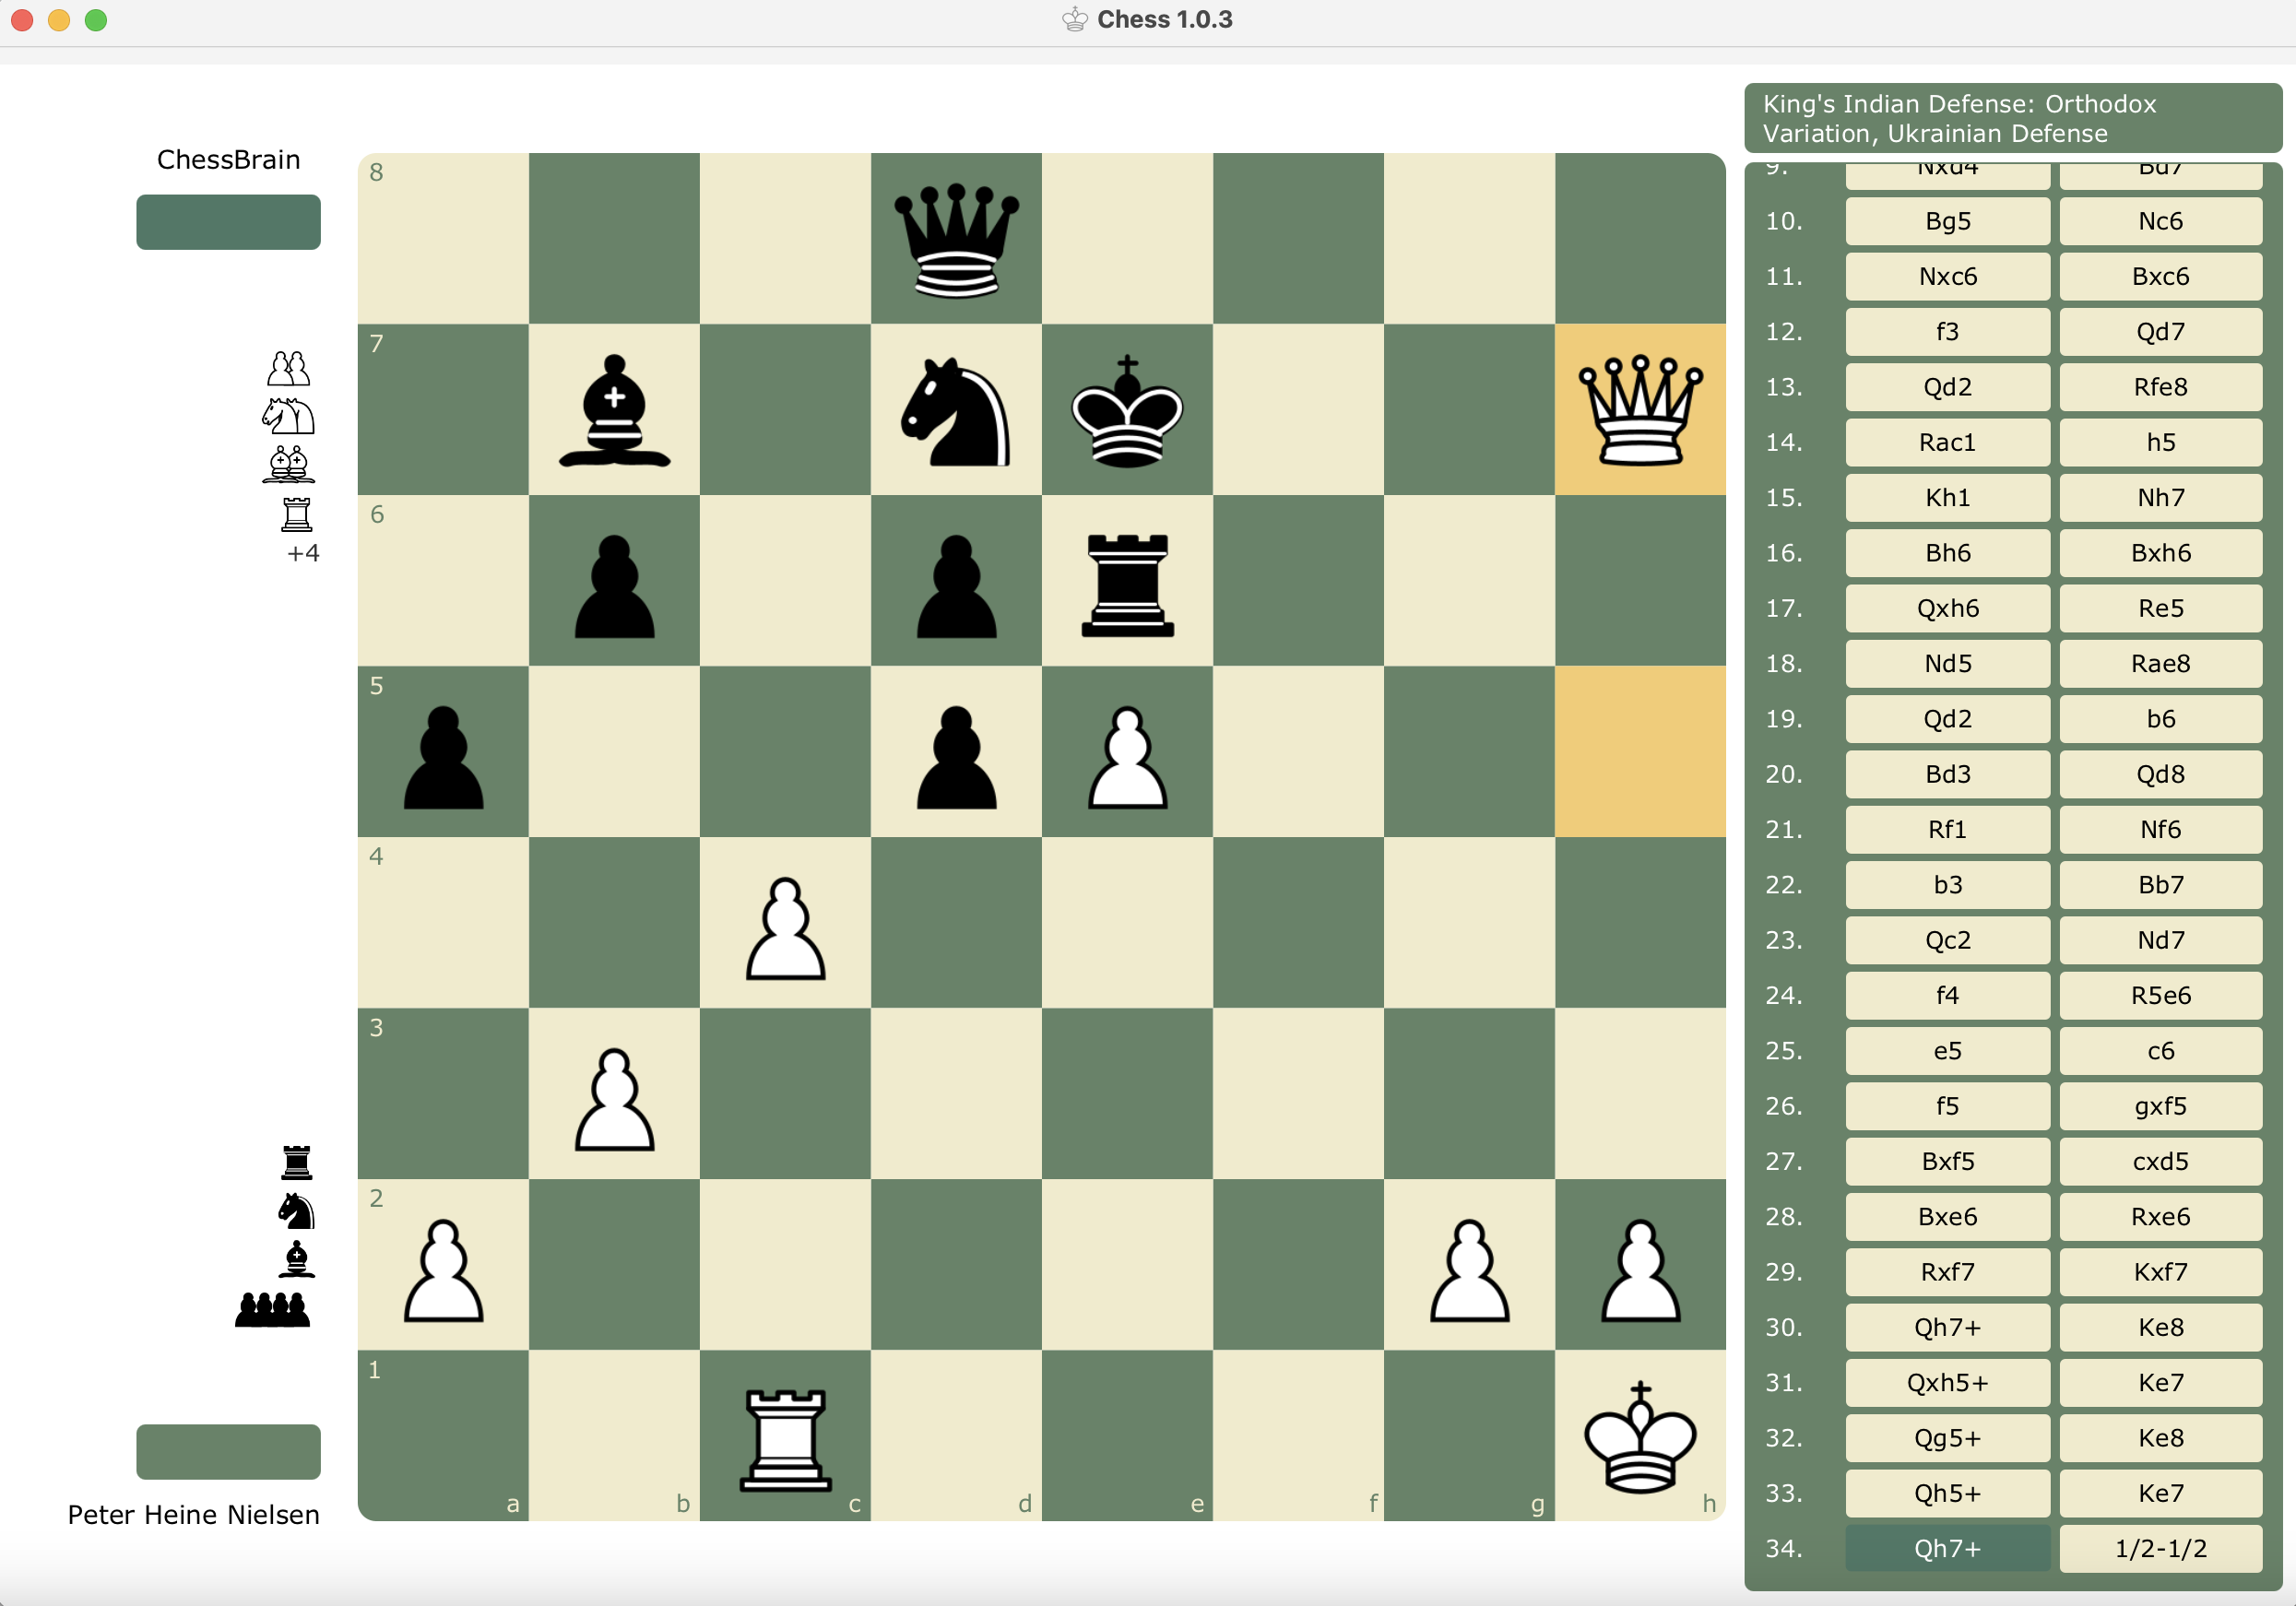 Chess 1.0.3
King's Indian Defense: Orthodox
Variation, Ukrainian Defense
ChessBrain
+4
Peter Heine Nielsen
8
7
6
5
4
3
2
1
a b c d e f g h
9. Nxd4 Bd7
10. Bg5 Nc6
11. Nxc6 Bxc6
12. f3 Qd7
13. Qd2 Rfe8
14. Rac1 h5
15. Kh1 Nh7
16. Bh6 Bxh6
17. Qxh6 Re5
18. Nd5 Rae8
19. Qd2 b6
20. Bd3 Qd8
21. Rf1 Nf6
22. b3 Bb7
23. Qc2 Nd7
24. f4 R5e6
25. e5 c6
26. f5 gxf5
27. Bxf5 cxd5
28. Bxe6 Rxe6
29. Rxf7 Kxf7
30. Qh7+ Ke8
31. Qxh5+ Ke7
32. Qg5+ Ke8
33. Qh5+ Ke7
34. Qh7+ 1/2-1/2